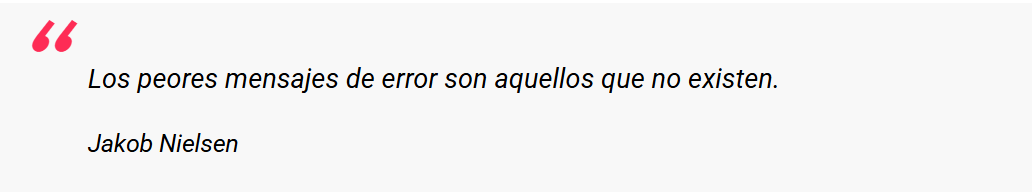 “
Los peores mensajes de error son aquellos que no existen.
Jakob Nielsen